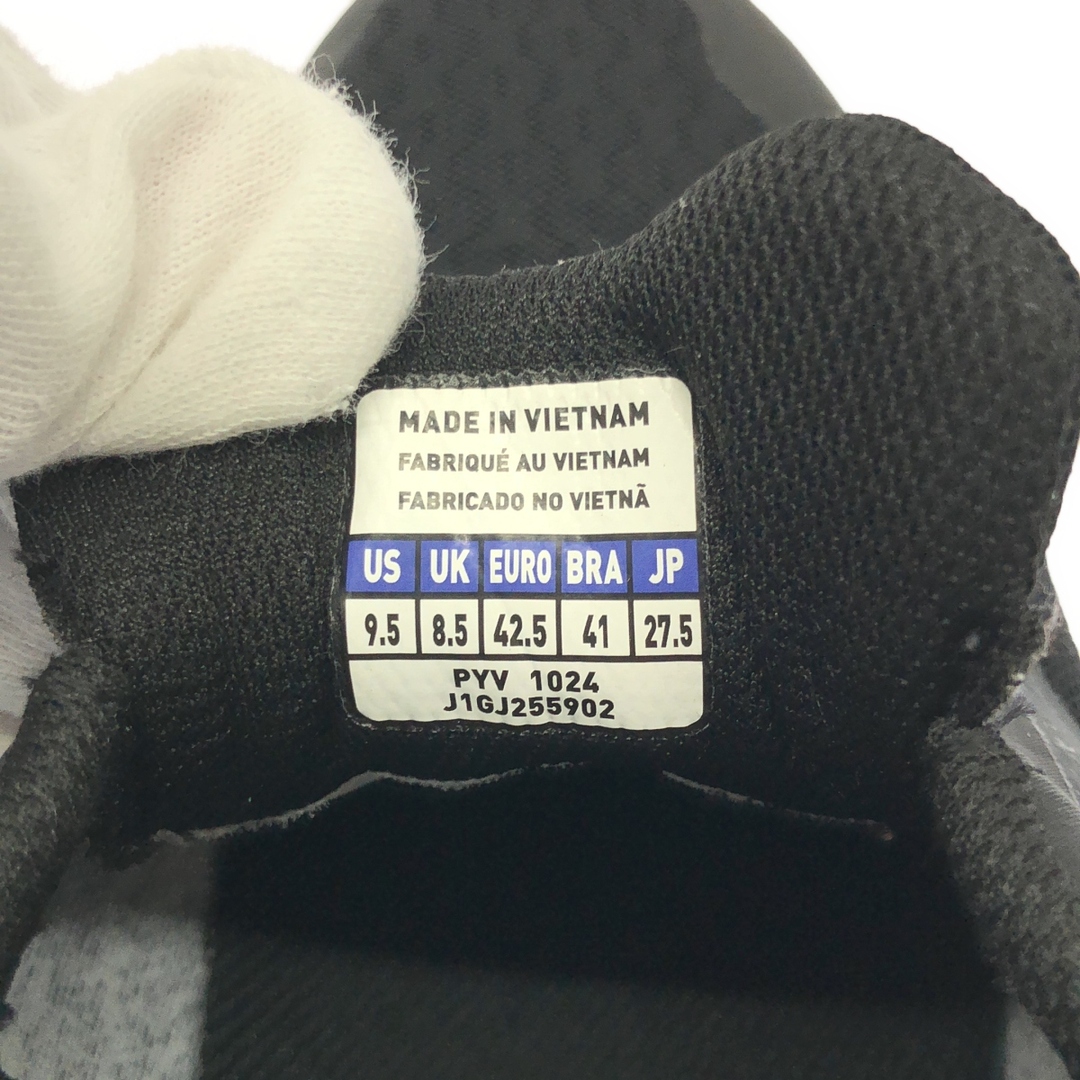 MADE IN VIETNAM
FABRIQUÉ AU VIETNAM
FABRICADO NO VIETNÃ
US UK EURO BRA JP
9.5 8.5 42.5 41 27.5
PYV 1024
J1GJ255902